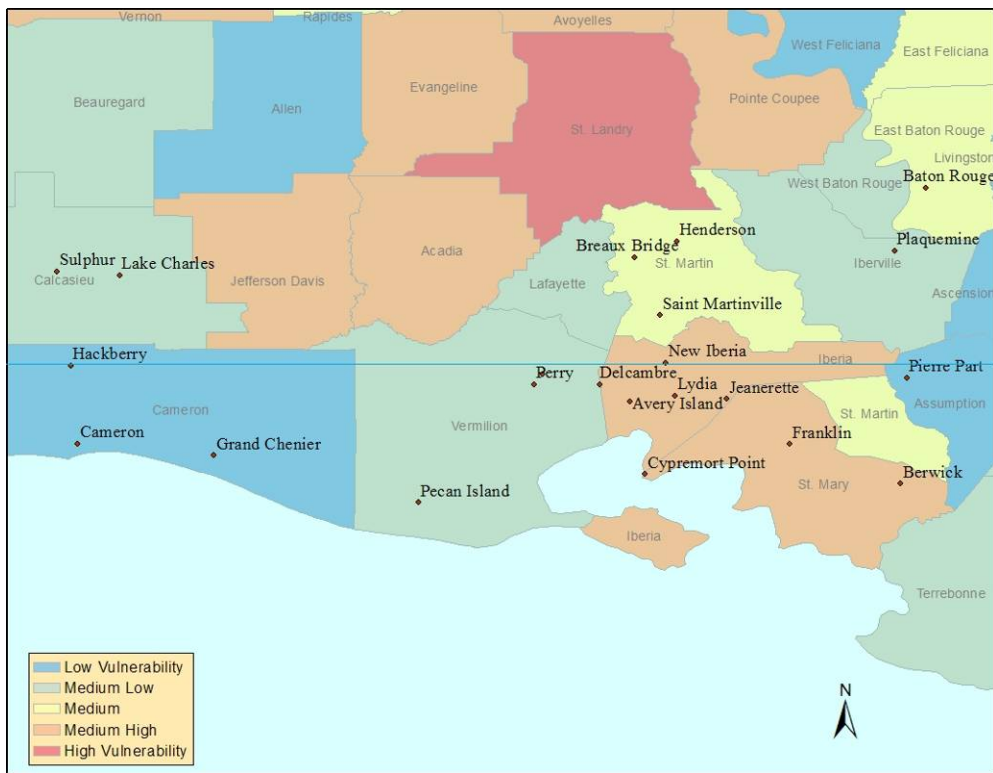 Vernon
Rapides
Avoyelles
West Feliciana
East Feliciana
Beauregard
Allen
Evangeline
Pointe Coupee
St. Landry
East Baton Rouge
Livingston
West Baton Rouge
Baton Rouge
Henderson
Breaux Bridge
St. Martin
Plaquemine
Iberville
Acadia
Sulphur
Lake Charles
Calcasieu
Jefferson Davis
Lafayette
Ascension
Saint Martinville
Hackberry
New Iberia
Iberia
Perry
Delcambre
Pierre Part
Lydia
Jeanerette
Avery Island
Assumption
Cameron
Cameron
Grand Chenier
Vermilion
St. Martin
Franklin
Cypremort Point
Berwick
St. Mary
Pecan Island
Iberia
Terrebonne
Low Vulnerability
Medium Low
Medium
Medium High
High Vulnerability
N